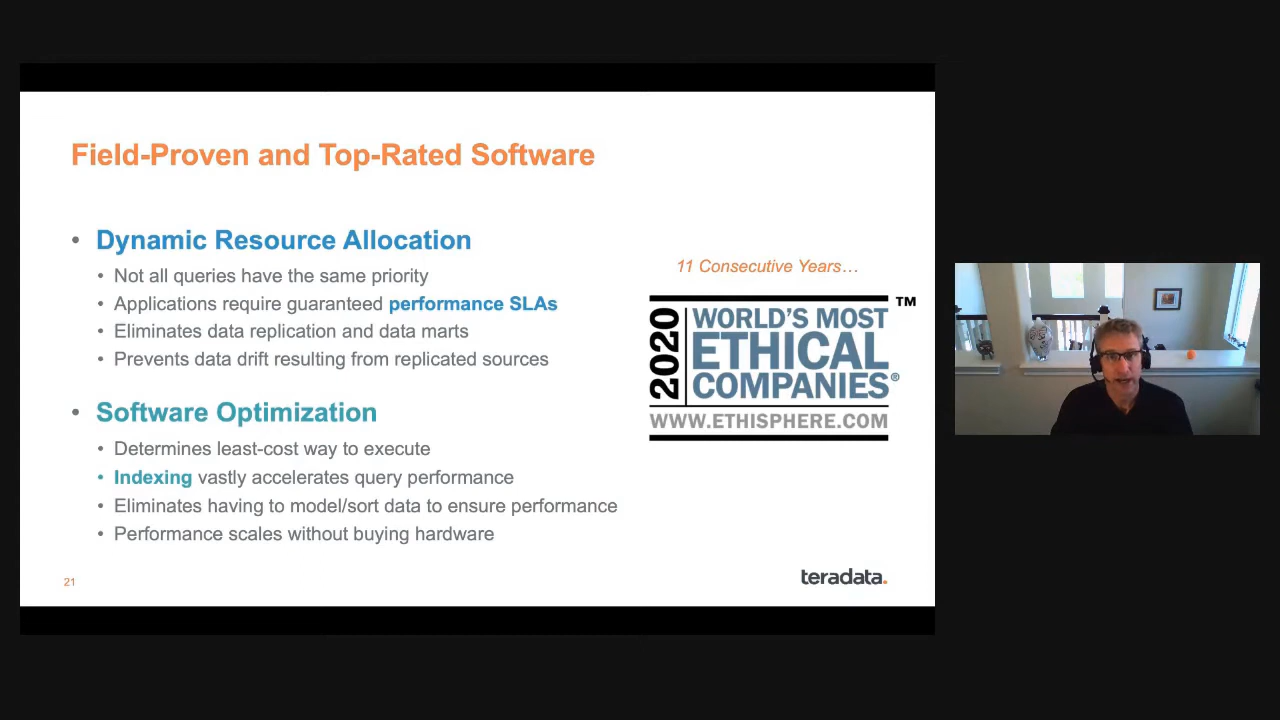 Field-Proven and Top-Rated Software
• Dynamic Resource Allocation
• Not all queries have the same priority
• Applications require guaranteed performance SLAs
• Eliminates data replication and data marts
• Prevents data drift resulting from replicated sources
• Software Optimization
• Determines least-cost way to execute
• Indexing vastly accelerates query performance
• Eliminates having to model/sort data to ensure performance
• Performance scales without buying hardware
11 Consecutive Years…
2020
WORLD'S MOST
ETHICAL
COMPANIES®
™
WWW.ETHISPHERE.COM
21
teradata.